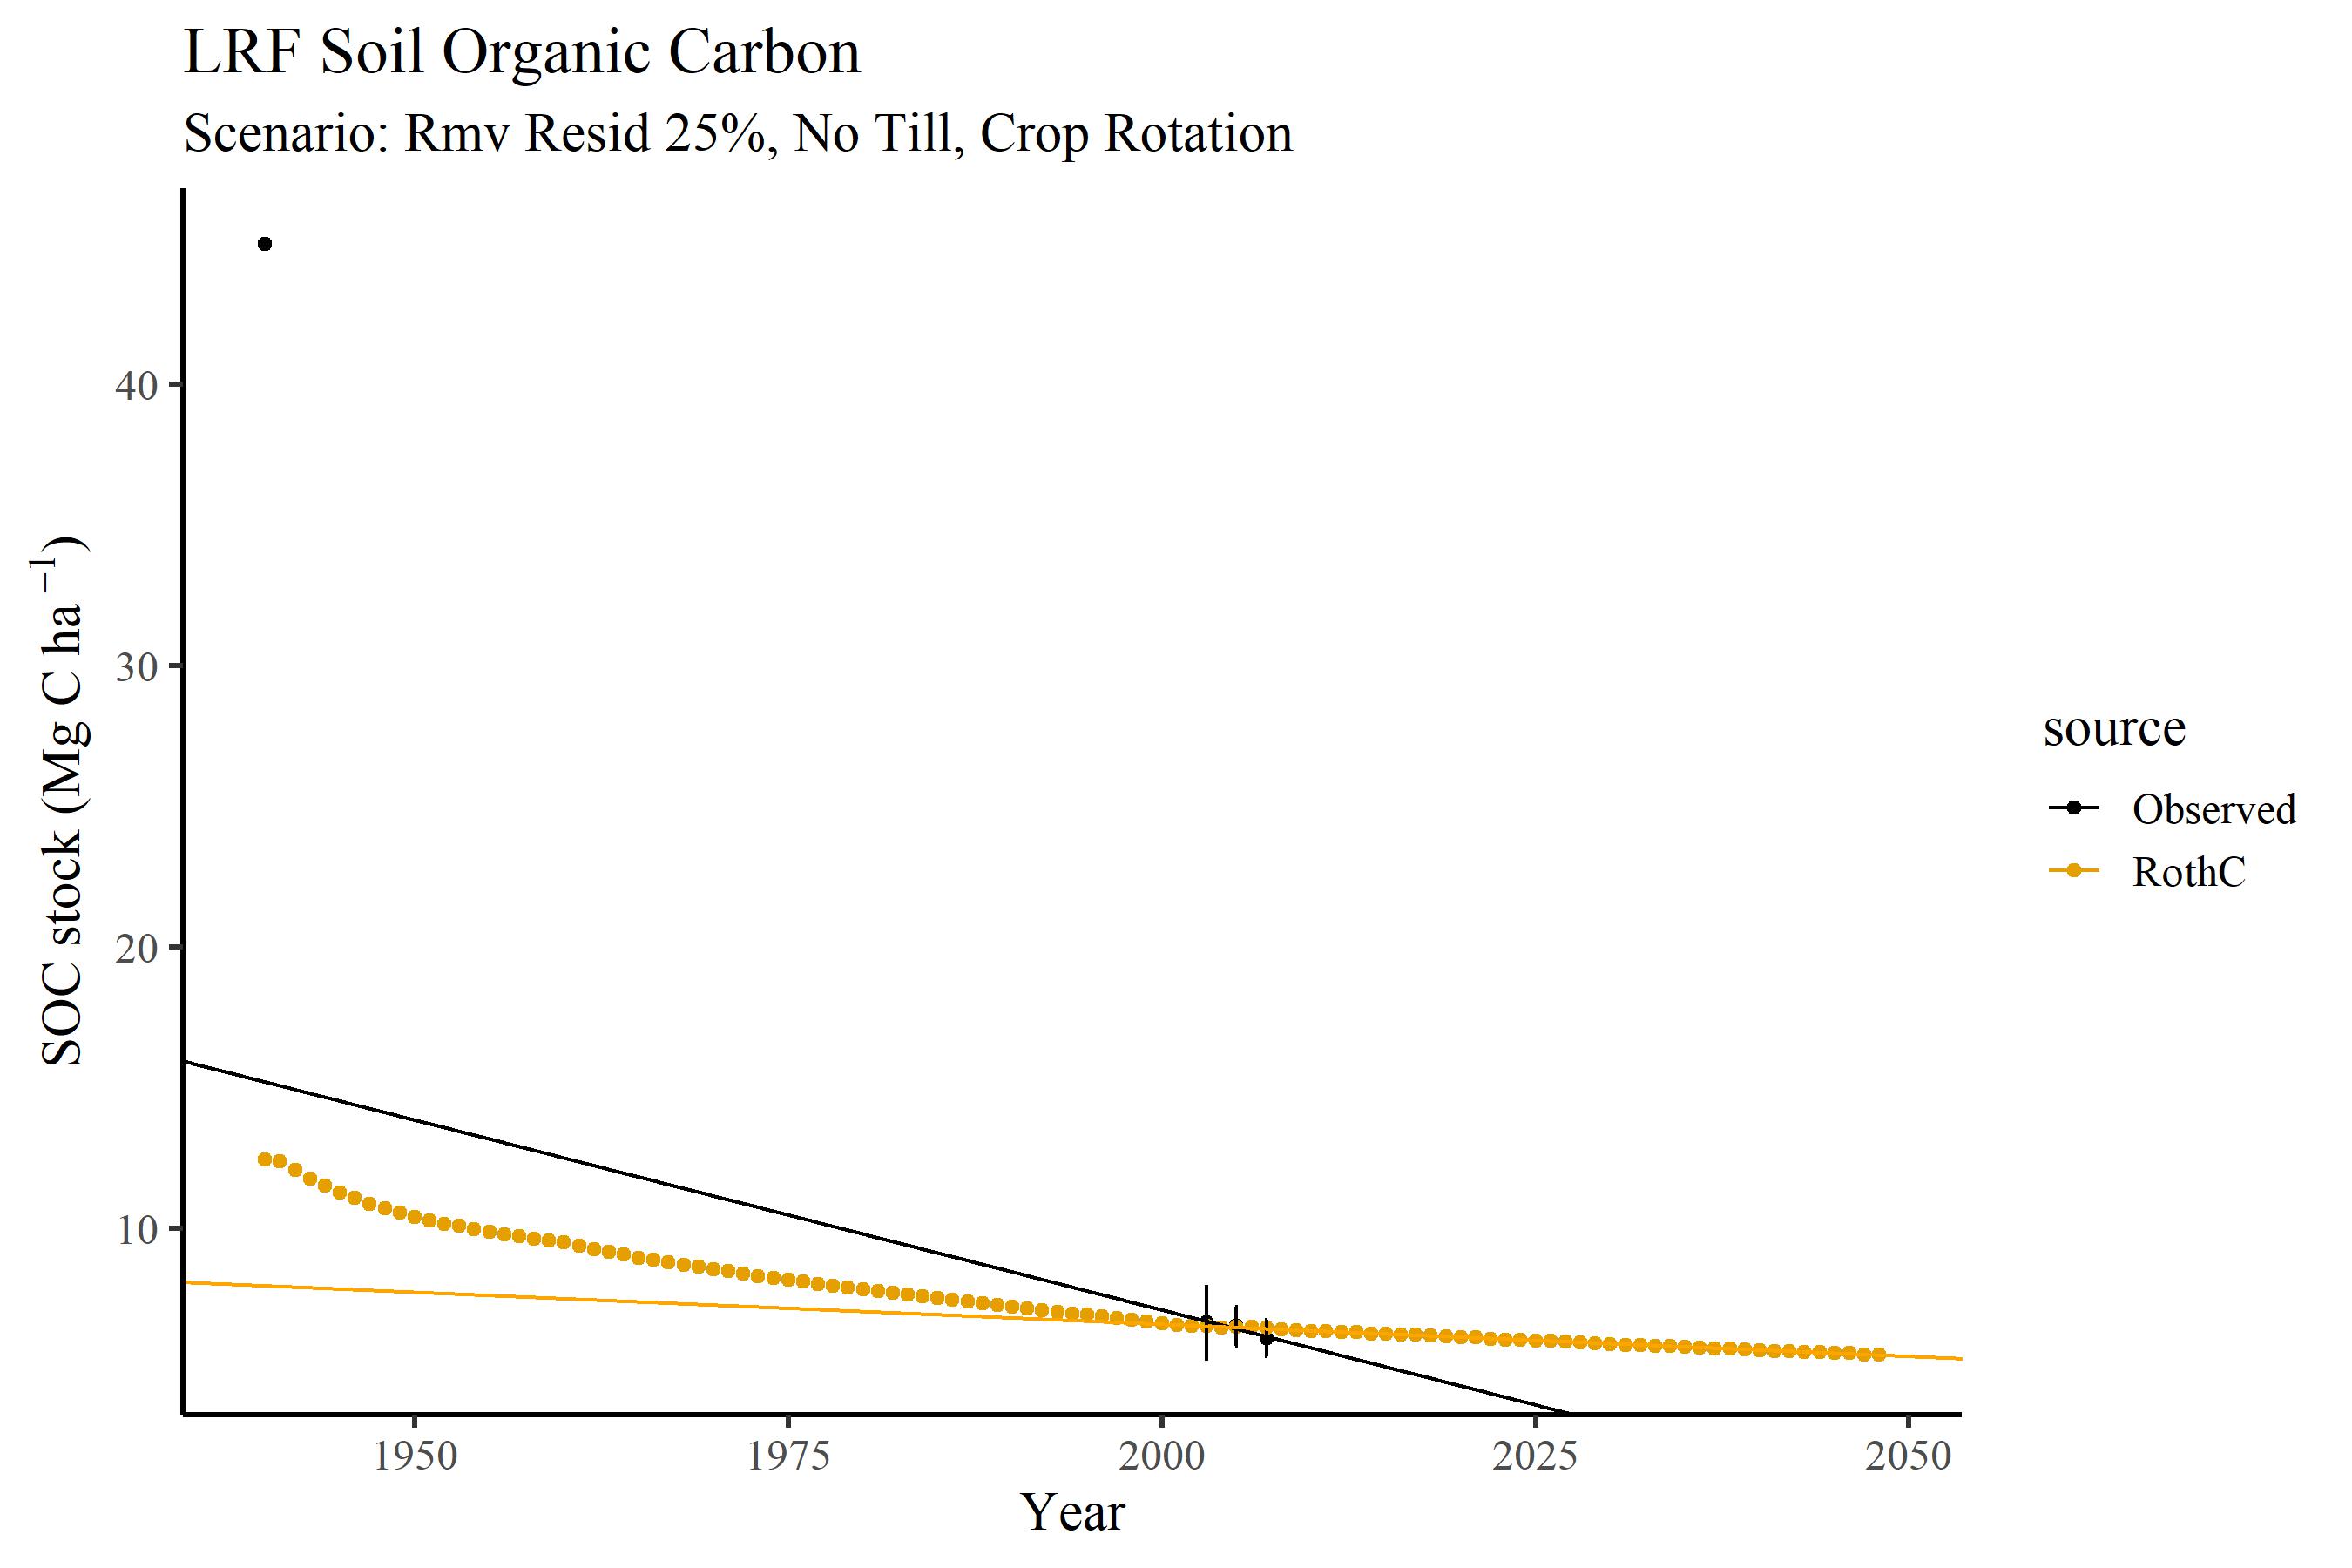 LRF Soil Organic Carbon
Scenario: Rmv Resid 25%, No Till, Crop Rotation
SOC stock (Mg C ha⁻¹)
40
30
20
10
1950
1975
2000
2025
2050
Year
source
Observed
RothC